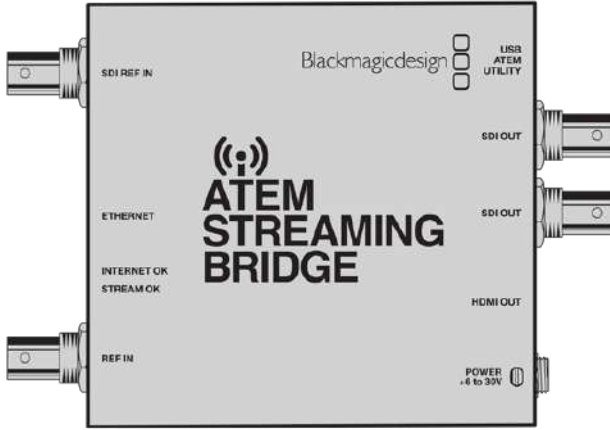 SDI REF IN
Blackmagicdesign
USB
ATEM
UTILITY
SDI OUT
ATEM
STREAMING
BRIDGE
ETHERNET
SDI OUT
INTERNET OK
STREAM OK
HDMI OUT
REF IN
POWER
+6 to 30V